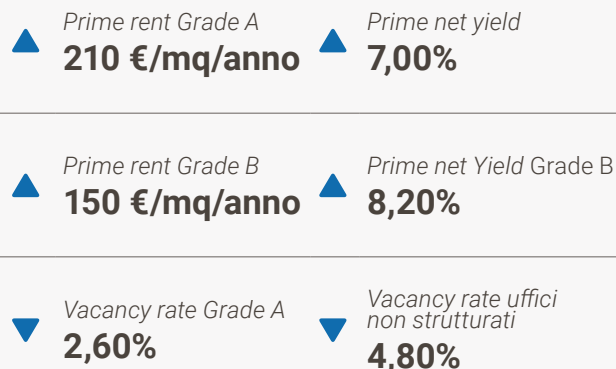 Prime rent Grade A
210 €/mq/anno
Prime net yield
7,00%
Prime rent Grade B
150 €/mq/anno
Prime net Yield Grade B
8,20%
Vacancy rate Grade A
2,60%
Vacancy rate uffici
non strutturati
4,80%